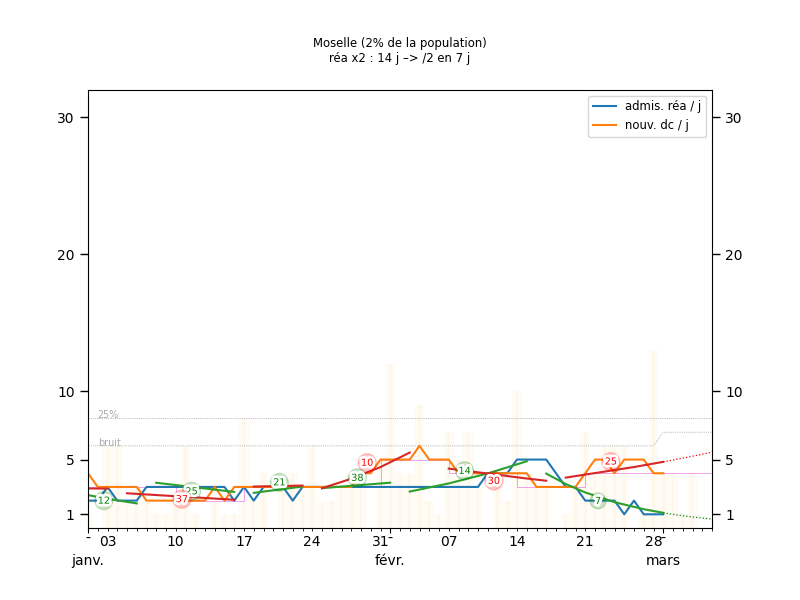 Moselle (2% de la population)
réa x2 : 14 j –> /2 en 7 j
admis. réa / j
nouv. dc / j
30 30
20 20
10 10
25%
bruit
5 5
10 25
38 14
21 30
25
12 37 7
1 1
03 10 17 24 31 07 14 21 28
janv. févr. mars